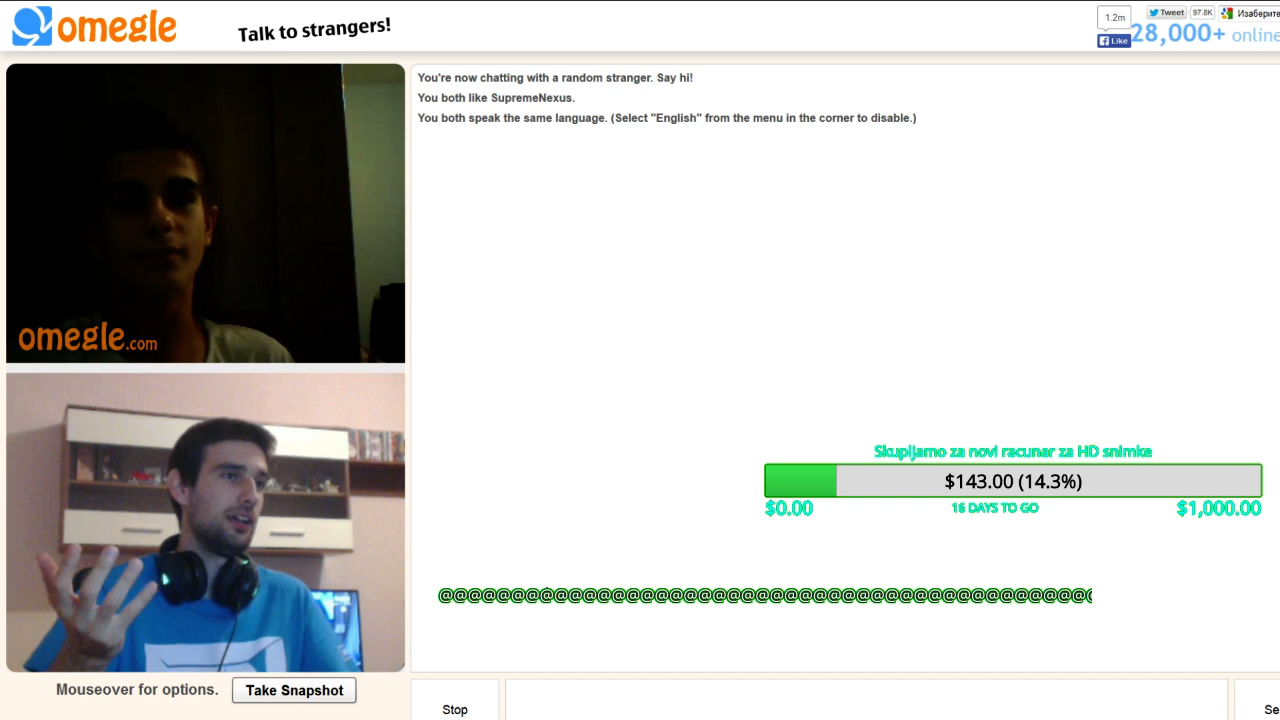 omegle
Talk to strangers!
1.2m
Like
Tweet
97.8K
Изаберите
28,000+ online
You're now chatting with a random stranger. Say hi!
You both like SupremeNexus.
You both speak the same language. (Select "English" from the menu in the corner to disable.)
omegle.com
Skupljamo za novi racunar za HD snimke
$143.00 (14.3%)
$0.00
16 DAYS TO GO
$1,000.00
@@@@@@@@@@@@@@@@@@@@@@@@@@@@@@@@@@@@@@@@@@@@@
Mouseover for options.
Take Snapshot
Stop
Se